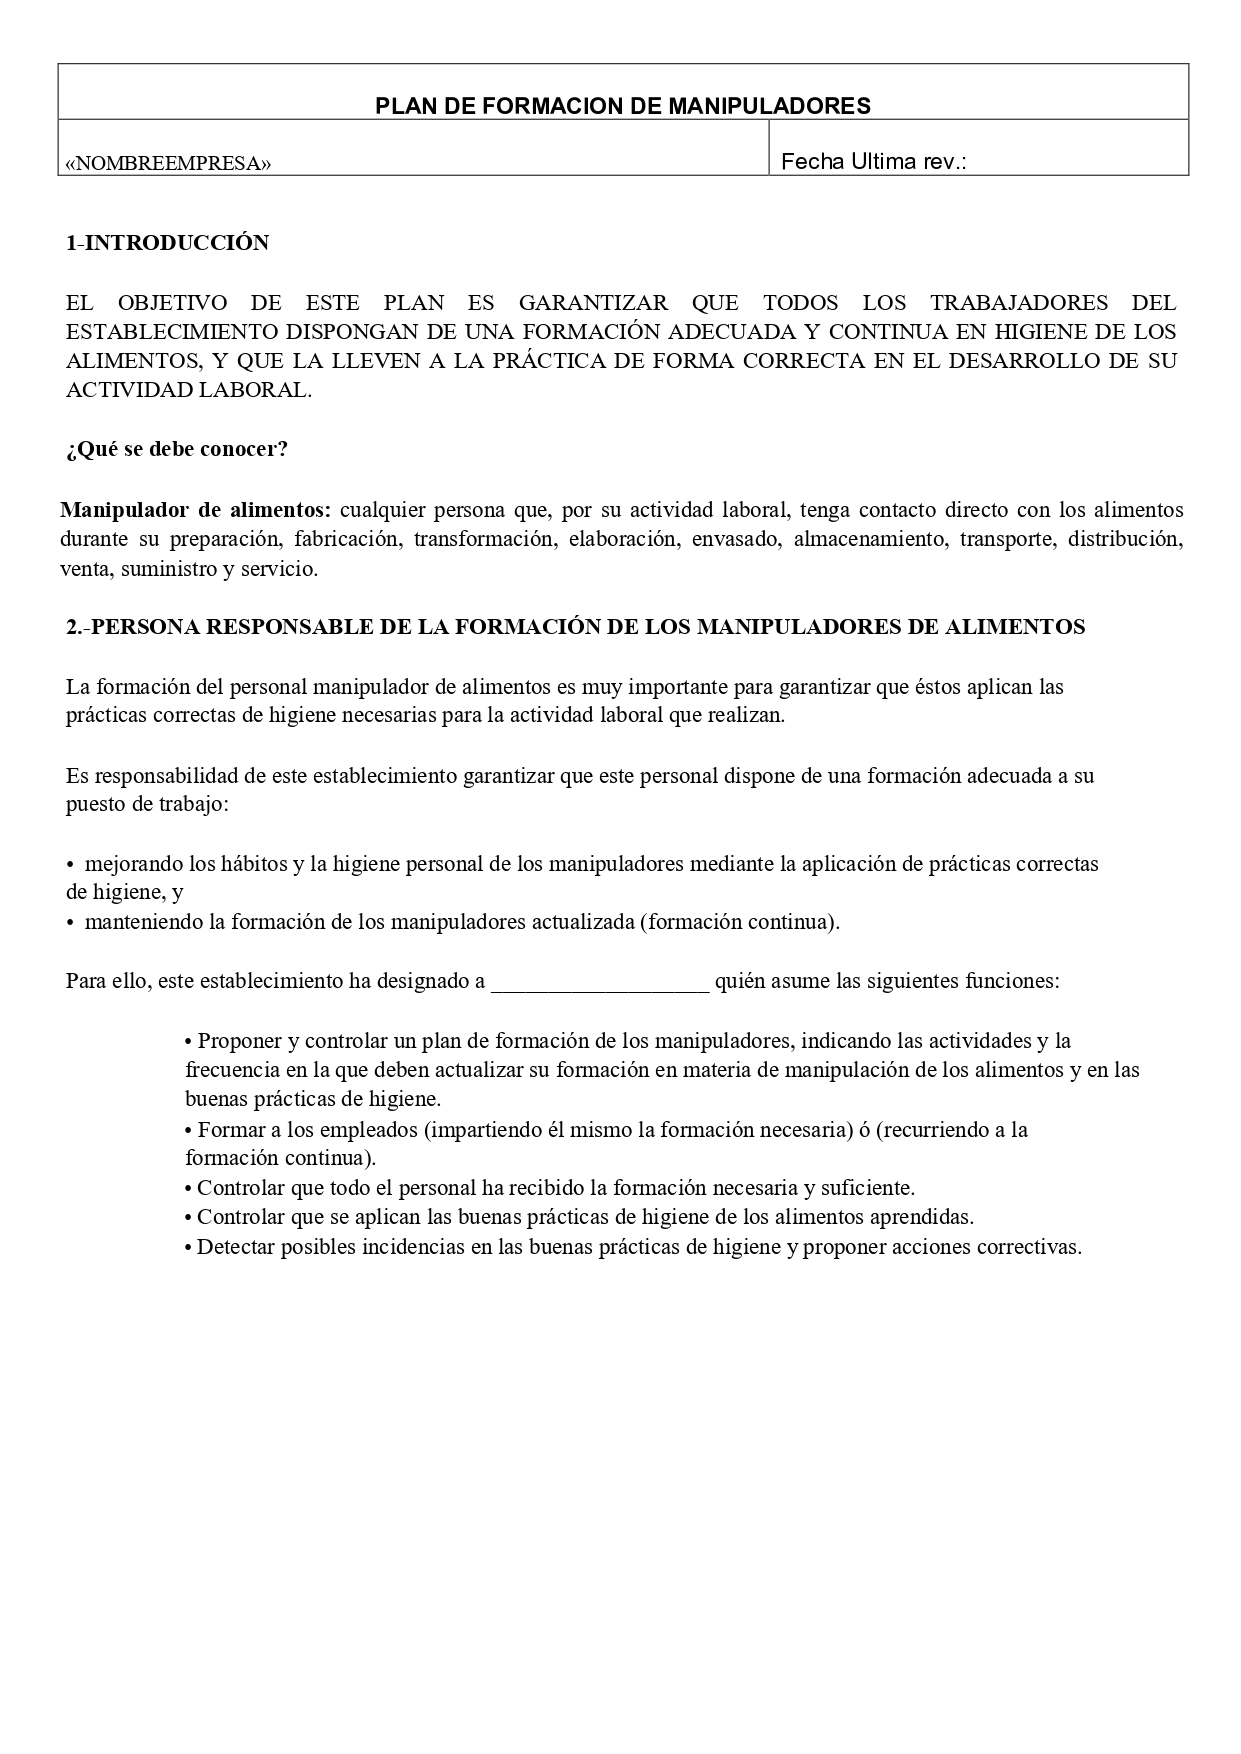 PLAN DE FORMACION DE MANIPULADORES
«NOMBREEMPRESA»
Fecha Ultima rev.:
1-INTRODUCCIÓN
EL OBJETIVO DE ESTE PLAN ES GARANTIZAR QUE TODOS LOS TRABAJADORES DEL
ESTABLECIMIENTO DISPONGAN DE UNA FORMACIÓN ADECUADA Y CONTINUA EN HIGIENE DE LOS
ALIMENTOS, Y QUE LA LLEVEN A LA PRÁCTICA DE FORMA CORRECTA EN EL DESARROLLO DE SU
ACTIVIDAD LABORAL.
¿Qué se debe conocer?
Manipulador de alimentos: cualquier persona que, por su actividad laboral, tenga contacto directo con los alimentos
durante su preparación, fabricación, transformación, elaboración, envasado, almacenamiento, transporte, distribución,
venta, suministro y servicio.
2.-PERSONA RESPONSABLE DE LA FORMACIÓN DE LOS MANIPULADORES DE ALIMENTOS
La formación del personal manipulador de alimentos es muy importante para garantizar que éstos aplican las
prácticas correctas de higiene necesarias para la actividad laboral que realizan.
Es responsabilidad de este establecimiento garantizar que este personal dispone de una formación adecuada a su
puesto de trabajo:
• mejorando los hábitos y la higiene personal de los manipuladores mediante la aplicación de prácticas correctas
de higiene, y
• manteniendo la formación de los manipuladores actualizada (formación continua).
Para ello, este establecimiento ha designado a ___________________ quién asume las siguientes funciones:
• Proponer y controlar un plan de formación de los manipuladores, indicando las actividades y la
frecuencia en la que deben actualizar su formación en materia de manipulación de los alimentos y en las
buenas prácticas de higiene.
• Formar a los empleados (impartiendo él mismo la formación necesaria) ó (recurriendo a la
formación continua).
• Controlar que todo el personal ha recibido la formación necesaria y suficiente.
• Controlar que se aplican las buenas prácticas de higiene de los alimentos aprendidas.
• Detectar posibles incidencias en las buenas prácticas de higiene y proponer acciones correctivas.